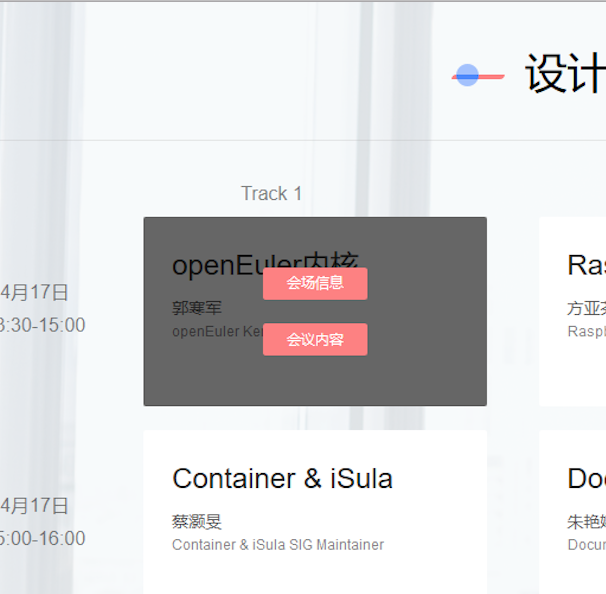 设计
Track 1
openEuler内核
会场信息
4月17日
郭寒军
3:30-15:00
openEuler Ke
会议内容
Ras
方亚
Raspb
Container & iSula
4月17日
蔡灏旻
5:00-16:00
Container & iSula SIG Maintainer
Doc
朱艳
Docum